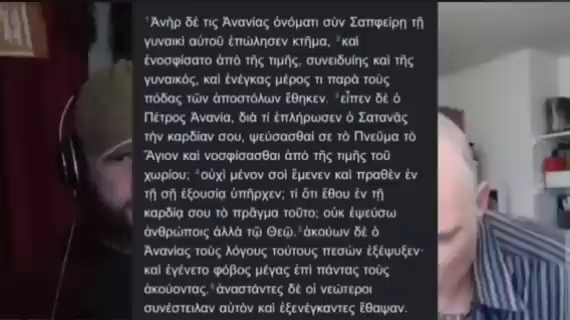 ¹Ἀνὴρ δέ τις Ἀνανίας ὀνόματι σὺν Σαπφείρῃ τῇ
γυναικὶ αὐτοῦ ἐπώλησεν κτῆμα, ²καὶ
ἐνοσφίσατο ἀπὸ τῆς τιμῆς, συνειδυίης καὶ τῆς
γυναικός, καὶ ἐνέγκας μέρος τι παρὰ τοὺς
πόδας τῶν ἀποστόλων ἔθηκεν. ³εἶπεν δὲ ὁ
Πέτρος Ἀνανία, διὰ τί ἐπλήρωσεν ὁ Σατανᾶς
τὴν καρδίαν σου, ψεύσασθαί σε τὸ Πνεῦμα τὸ
Ἅγιον καὶ νοσφίσασθαι ἀπὸ τῆς τιμῆς τοῦ
χωρίου; ⁴οὐχὶ μένον σοὶ ἔμενεν καὶ πραθὲν ἐν
τῇ σῇ ἐξουσίᾳ ὑπῆρχεν; τί ὅτι ἔθου ἐν τῇ
καρδίᾳ σου τὸ πρᾶγμα τοῦτο; οὐκ ἐψεύσω
ἀνθρώποις ἀλλὰ τῷ Θεῷ.⁵ἀκούων δὲ ὁ
Ἀνανίας τοὺς λόγους τούτους πεσὼν ἐξέψυξεν·
καὶ ἐγένετο φόβος μέγας ἐπὶ πάντας τοὺς
ἀκούοντας.⁶ἀναστάντες δὲ οἱ νεώτεροι
συνέστειλαν αὐτὸν καὶ ἐξενέγκαντες ἔθαψαν.